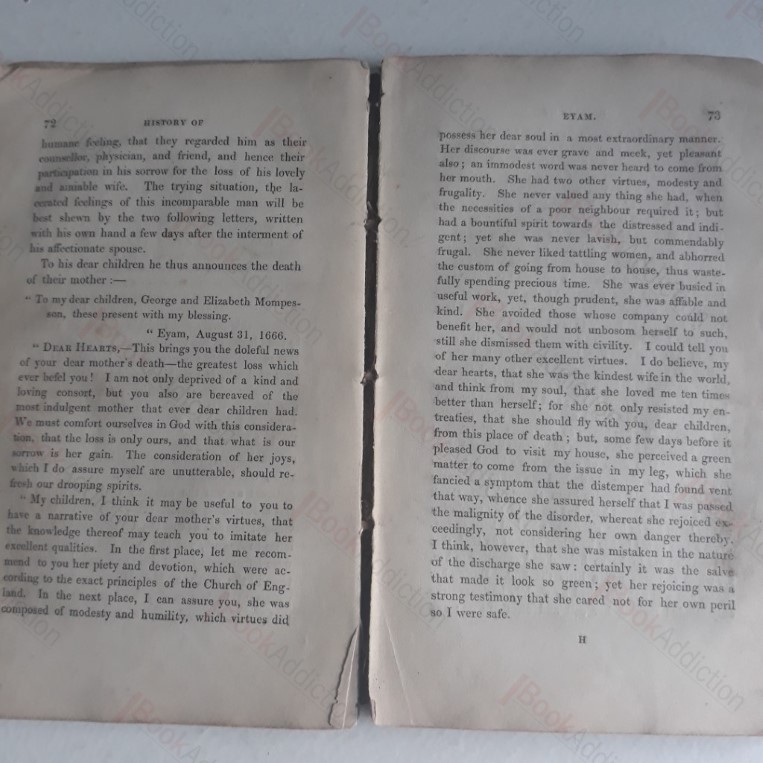 72
HISTORY OF
humane feeling, that they regarded him as their
counsellor, physician, and friend, and hence their
participation in his sorrow for the loss of his lovely
and amiable wife. The trying situation, the la-
cerated feelings of this incomparable man will be
best shewn by the two following letters, written
with his own hand a few days after the interment of
his affectionate spouse.
To his dear children he thus announces the death
of their mother :—
" To my dear children, George and Elizabeth Mompes-
son, these present with my blessing.
" Eyam, August 31, 1666.
" DEAR HEARTS,—This brings you the doleful news
of your dear mother's death—the greatest loss which
ever befel you ! I am not only deprived of a kind and
loving consort, but you also are bereaved of the
most indulgent mother that ever dear children had.
We must comfort ourselves in God with this considera-
tion, that the loss is only ours, and that what is our
sorrow is her gain. The consideration of her joys,
which I do assure myself are unutterable, should re-
fresh our drooping spirits.
" My children, I think it may be useful to you to
have a narrative of your dear mother's virtues, that
the knowledge thereof may teach you to imitate her
excellent qualities. In the first place, let me recom-
mend to you her piety and devotion, which were ac-
cording to the exact principles of the Church of Eng-
land. In the next place, I can assure you, she was
composed of modesty and humility, which virtues did
EYAM.
73
possess her dear soul in a most extraordinary manner.
Her discourse was ever grave and meek, yet pleasant
also ; an immodest word was never heard to come from
her mouth. She had two other virtues, modesty and
frugality. She never valued any thing she had, when
the necessities of a poor neighbour required it ; but
had a bountiful spirit towards the distressed and indi-
gent ; yet she was never lavish, but commendably
frugal. She never liked tattling women, and abhorred
the custom of going from house to house, thus waste-
fully spending precious time. She was ever busied in
useful work, yet, though prudent, she was affable and
kind. She avoided those whose company could not
benefit her, and would not unbosom herself to such,
still she dismissed them with civility. I could tell you
of her many other excellent virtues. I do believe, my
dear hearts, that she was the kindest wife in the world,
and think from my soul, that she loved me ten times
better than herself ; for she not only resisted my en-
treaties, that she should fly with you, dear children,
from this place of death ; but, some few days before it
pleased God to visit my house, she perceived a green
matter to come from the issue in my leg, which she
fancied a symptom that the distemper had found vent
that way, whence she assured herself that I was passed
the malignity of the disorder, whereat she rejoiced ex-
ceedingly, not considering her own danger thereby.
I think, however, that she was mistaken in the nature
of the discharge she saw : certainly it was the salve
that made it look so green ; yet her rejoicing was a
strong testimony that she cared not for her own peril
so I were safe.
H
BookAddiction